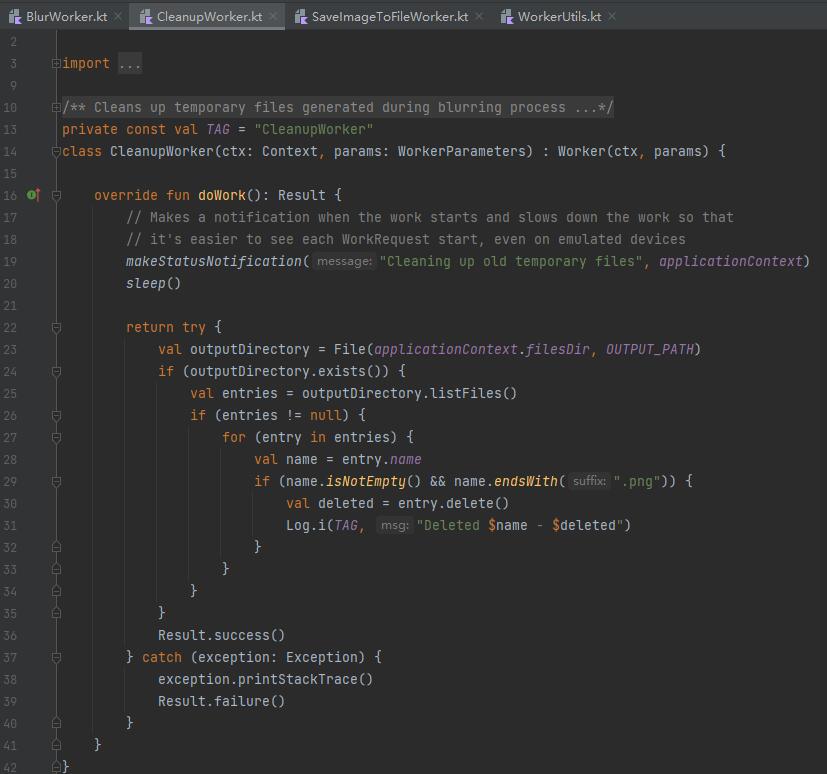 BlurWorker.kt CleanupWorker.kt SaveImageToFileWorker.kt WorkerUtils.kt
2
3 import ...
9
10 /** Cleans up temporary files generated during blurring process ...*/
13 private const val TAG = "CleanupWorker"
14 class CleanupWorker(ctx: Context, params: WorkerParameters) : Worker(ctx, params) {
15
16     override fun doWork(): Result {
17         // Makes a notification when the work starts and slows down the work so that
18         // it's easier to see each WorkRequest start, even on emulated devices
19         makeStatusNotification( message: "Cleaning up old temporary files", applicationContext)
20         sleep()
21
22         return try {
23             val outputDirectory = File(applicationContext.filesDir, OUTPUT_PATH)
24             if (outputDirectory.exists()) {
25                 val entries = outputDirectory.listFiles()
26                 if (entries != null) {
27                     for (entry in entries) {
28                         val name = entry.name
29                         if (name.isNotEmpty() && name.endsWith( suffix: ".png")) {
30                             val deleted = entry.delete()
31                             Log.i(TAG, msg: "Deleted $name - $deleted")
32                         }
33                     }
34                 }
35             }
36             Result.success()
37         } catch (exception: Exception) {
38             exception.printStackTrace()
39             Result.failure()
40         }
41     }
42 }